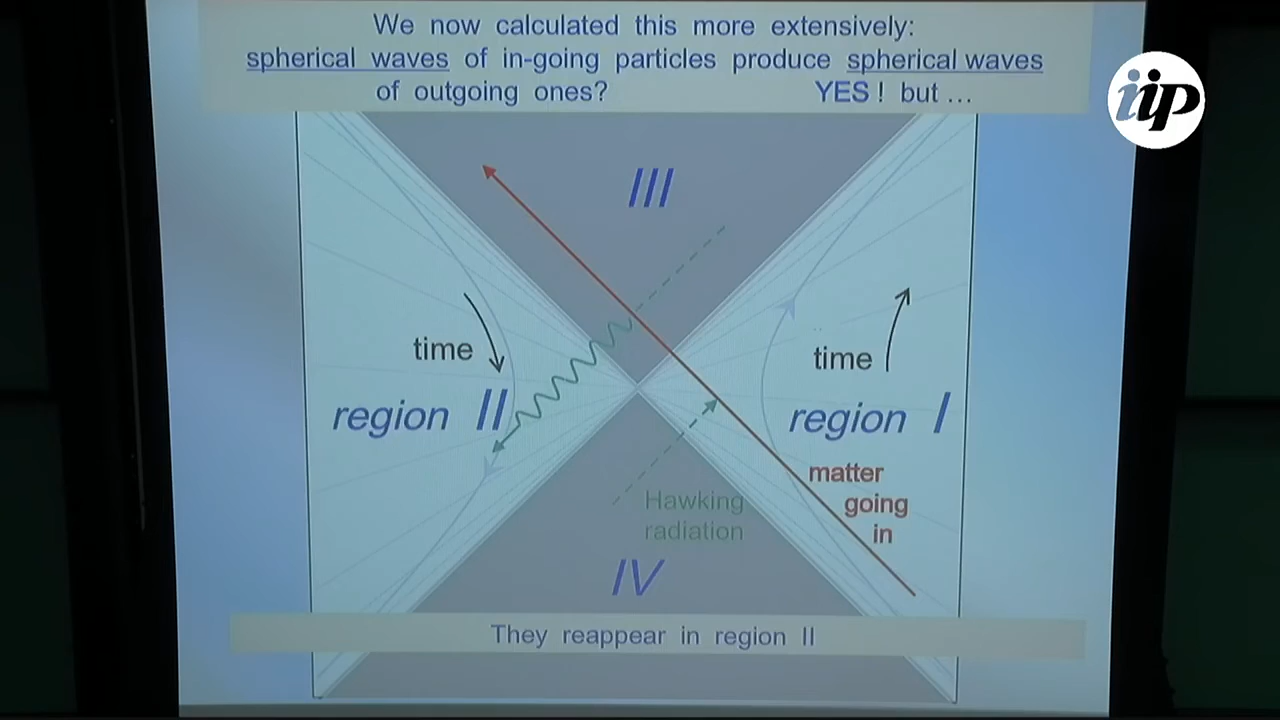 We now calculated this more extensively:
spherical waves of in-going particles produce spherical waves
of outgoing ones? YES! but ...
iip
III
time
time
region II
region I
matter
going
in
Hawking
radiation
IV
They reappear in region II